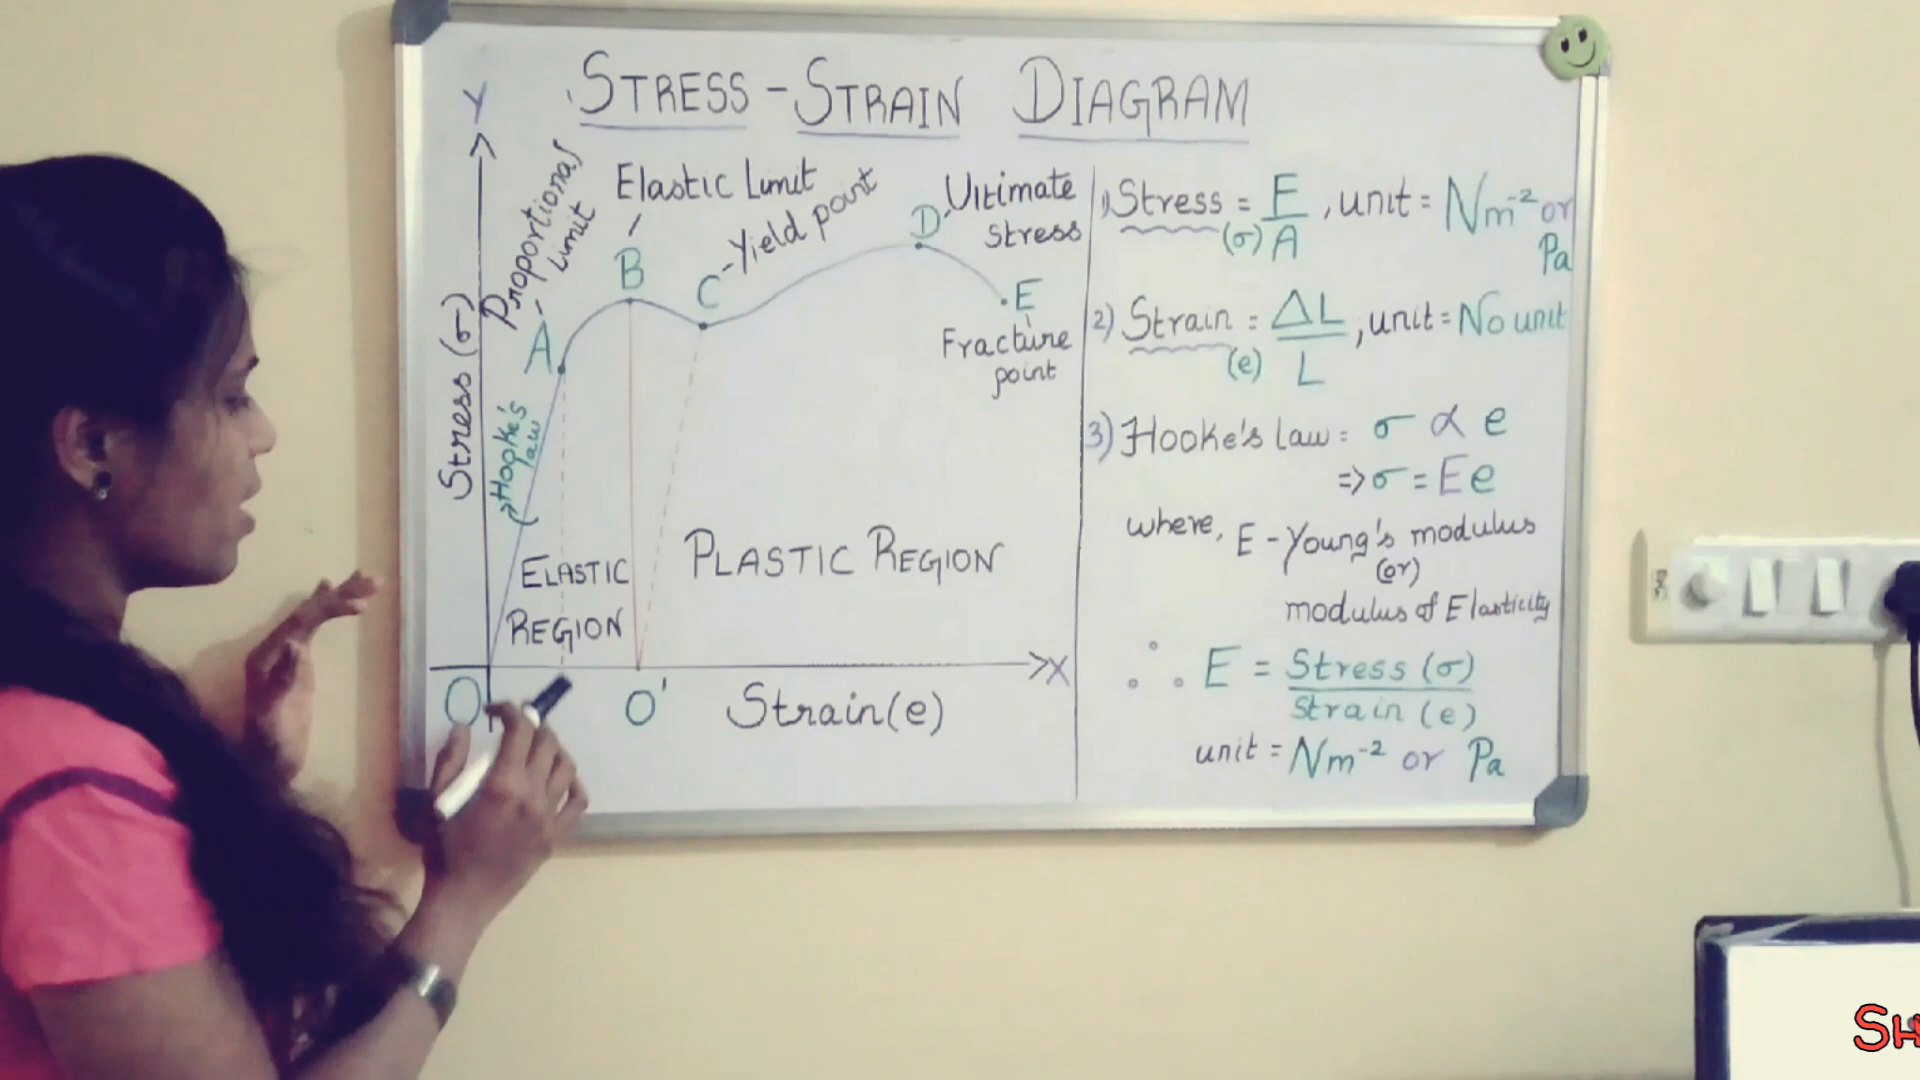 STRESS - STRAIN DIAGRAM
Y
Stress (σ)
Proportional
Limit
Elastic Limit
- Yield point
D - Ultimate
stress
A
B
C
E
Fracture
point
Hooke's
law
ELASTIC
REGION
PLASTIC REGION
X
O
O'
Strain(e)
1) Stress = F/A , unit = Nm⁻² or
(σ)
Pa
2) Strain = ΔL/L , unit = No unit
(e)
3) Hooke's Law = σ ∝ e
=> σ = Ee
where, E - Young's modulus
(or)
modulus of Elasticity
∴ E = Stress (σ)
Strain (e)
unit = Nm⁻² or Pa